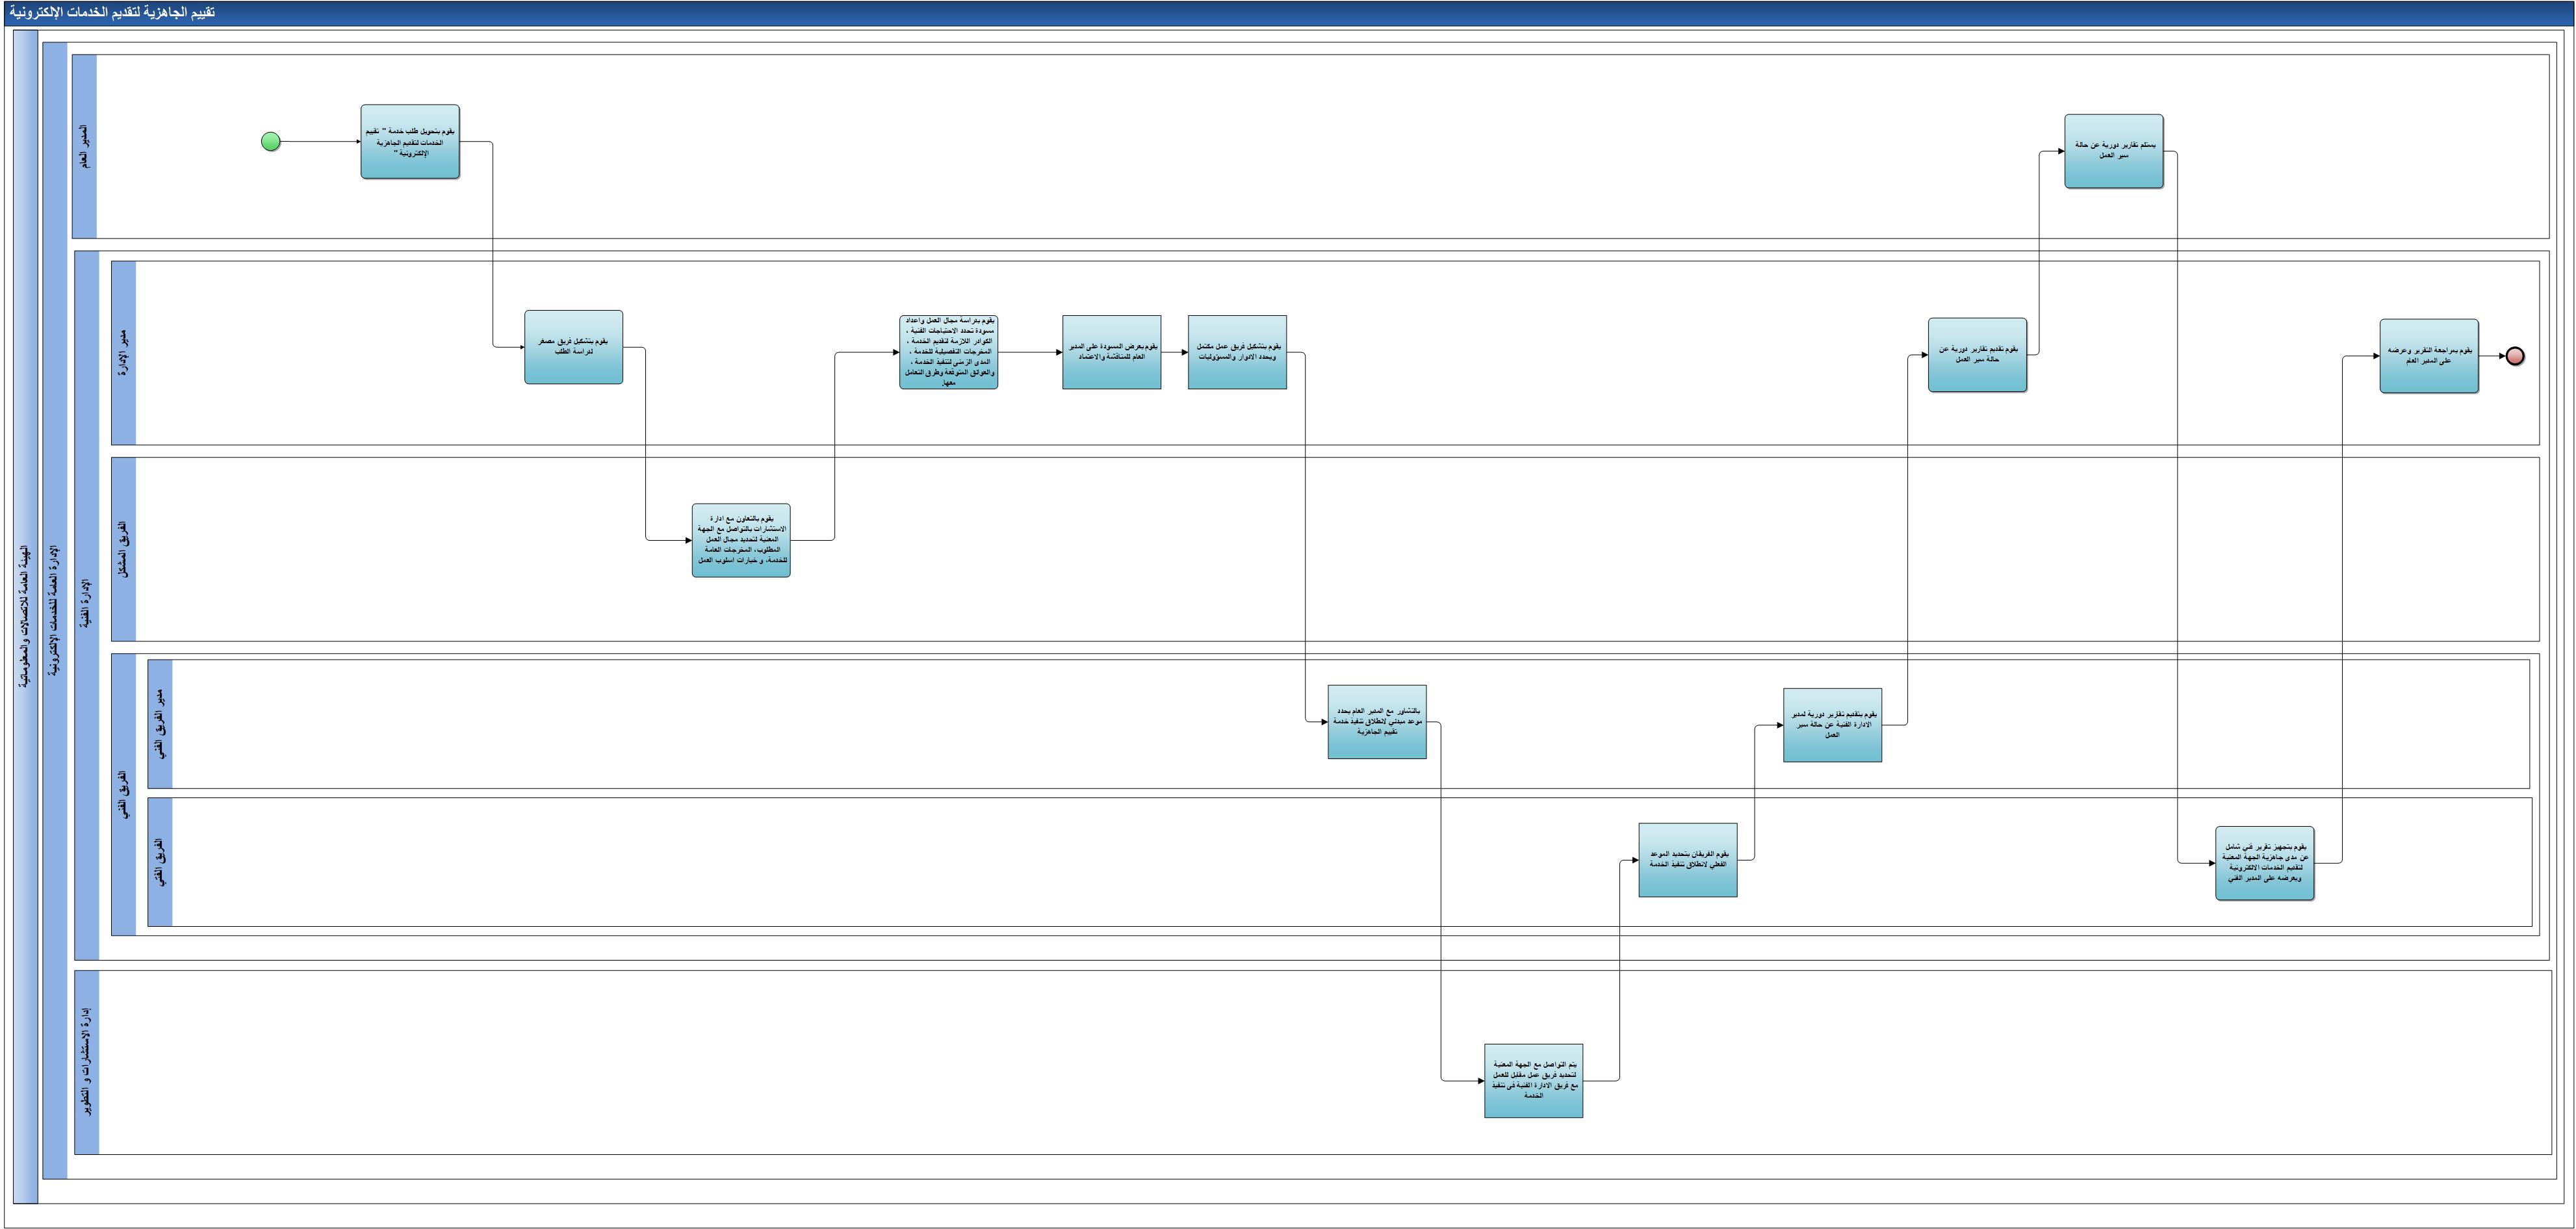 تقييم الجاهزية لتقديم الخدمات الإلكترونية
الهيئة العامة للاتصالات والمعلوماتية
الإدارة العامة للخدمات الإلكترونية
المدير العام
يقوم بتحويل طلب خدمة " تقييم
الخدمات لتقديم الجاهزية
الإلكترونية "
يستلم تقارير دورية عن حالة
سير العمل
الإدارة الفنية
مدير الإدارة
يقوم بتشكيل فريق مصغر
لدراسة الطلب
يقوم بدراسة مجال العمل واعداد
مسودة تحدد الاحتياجات الفنية ،
الكوادر اللازمة لتقديم الخدمة ،
المخرجات التفصيلية للخدمة ،
المدى الزمني لتنفيذ الخدمة ،
والعوائق المتوقعة وطرق التعامل
معها.
يقوم بعرض المسودة على المدير
العام للمناقشة والاعتماد
يقوم بتشكيل فريق عمل مكتمل
ويحدد الادوار والمسؤوليات
يقوم تقديم تقارير دورية عن
حالة سير العمل
يقوم بمراجعة التقرير وعرضه
على المدير العام
الفريق المشكل
يقوم بالتعاون مع ادارة
الاستشارات بالتواصل مع الجهة
المعنية لتحديد مجال العمل
المطلوب، المخرجات العامة
للخدمة، و خيارات اسلوب العمل
الفريق الفني
مدير الفريق الفني
بالتشاور مع المدير العام يحدد
موعد مبدئي لانطلاق تنفيذ خدمة
تقييم الجاهزية
يقوم بتقديم تقارير دورية لمدير
الادارة الفنية عن حالة سير
العمل
الفريق الفني
يقوم الفريقان بتحديد الموعد
الفعلي لانطلاق تنفيذ الخدمة
يقوم بتجهيز تقرير فني شامل
عن مدى جاهزية الجهة المعنية
لتقديم الخدمات الالكترونية
ويعرضه على المدير الفني
إدارة الإستشارات و التطوير
يتم التواصل مع الجهة المعنية
لتحديد فريق عمل مقابل للعمل
مع فريق الادارة الفنية في تنفيذ
الخدمة